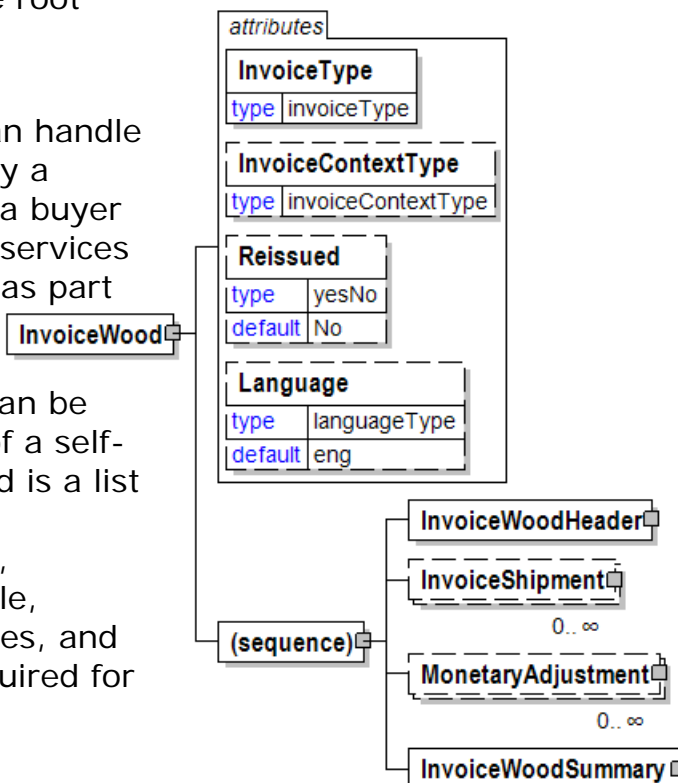 e root
an handle
y a
a buyer
services
as part
an be
of a self-
d is a list
,
le,
es, and
uired for
attributes
InvoiceType
type invoiceType
InvoiceContextType
type invoiceContextType
Reissued
type yesNo
default No
Language
type languageType
default eng
InvoiceWood
(sequence)
InvoiceWoodHeader
InvoiceShipment
0.. ∞
MonetaryAdjustment
0.. ∞
InvoiceWoodSummary